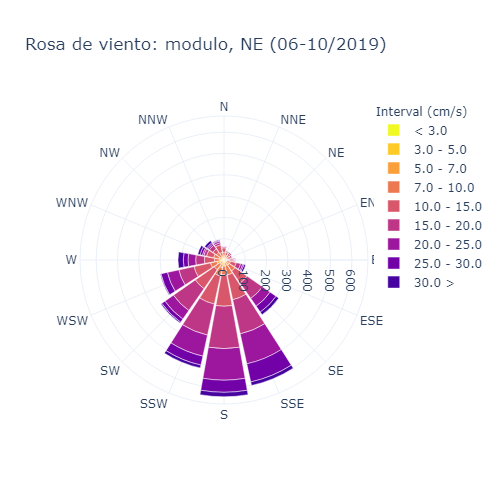 Rosa de viento: modulo, NE (06-10/2019)
N
NNE
NE
EN
E
ESE
SE
SSE
S
SSW
SW
WSW
W
WNW
NW
NNW
0
100
200
300
400
500
600
Interval (cm/s)
< 3.0
3.0 - 5.0
5.0 - 7.0
7.0 - 10.0
10.0 - 15.0
15.0 - 20.0
20.0 - 25.0
25.0 - 30.0
30.0 >